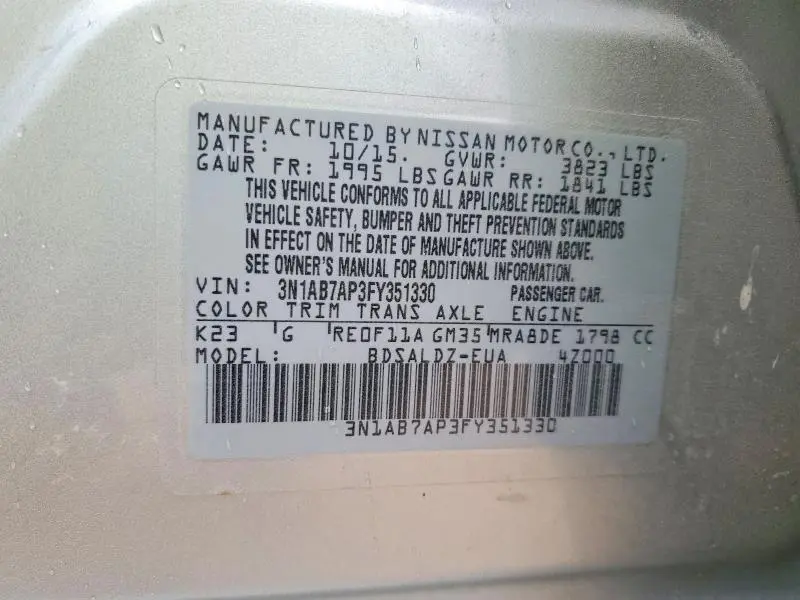 MANUFACTURED BY NISSAN MOTOR CO., LTD.
DATE: 10/15. GVWR: 3823 LBS
GAWR FR: 1995 LBS GAWR RR: 1841 LBS
THIS VEHICLE CONFORMS TO ALL APPLICABLE FEDERAL MOTOR
VEHICLE SAFETY, BUMPER AND THEFT PREVENTION STANDARDS
IN EFFECT ON THE DATE OF MANUFACTURE SHOWN ABOVE.
SEE OWNER'S MANUAL FOR ADDITIONAL INFORMATION.
VIN: 3N1AB7AP3FY351330 PASSENGER CAR.
COLOR TRIM TRANS AXLE ENGINE
K23 G RE0F11A GM35 MRA8DE 1798 CC
MODEL: BDSALDZ-EUA 4Z000
3N1AB7AP3FY351330